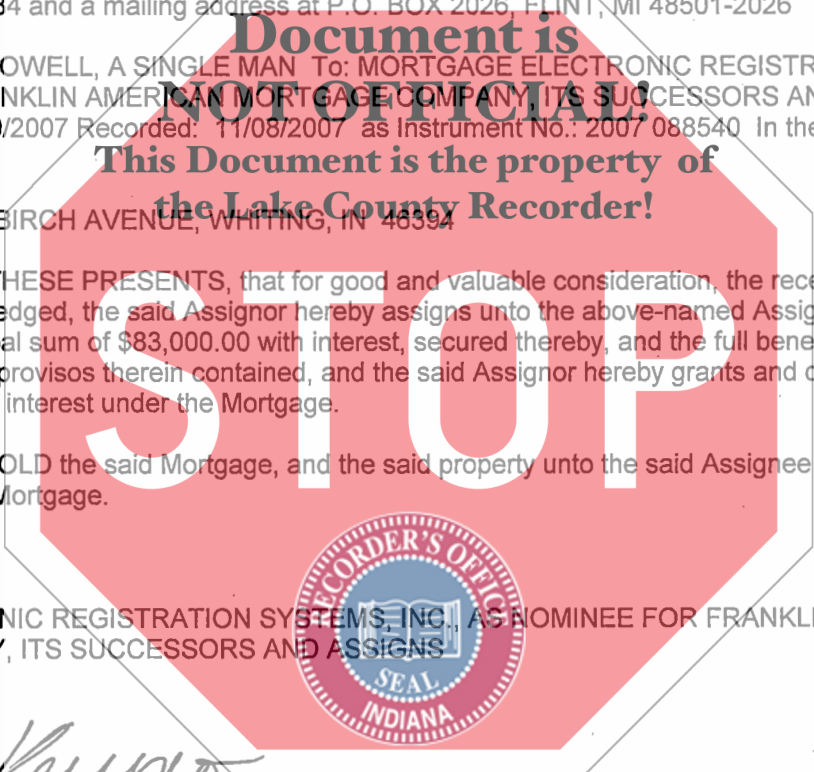 34 and a mailing address at P.O. BOX 2026, FLINT, MI 48501-2026
Document is
OWELL, A SINGLE MAN To: MORTGAGE ELECTRONIC REGISTR
NKLIN AMERICAN MORTGAGE COMPANY, ITS SUCCESSORS AN
NOT OFFICIAL!
/2007 Recorded: 11/08/2007 as Instrument No.: 2007 088540 In the
This Document is the property of
the Lake County Recorder!
BIRCH AVENUE, WHITING, IN 46394
THESE PRESENTS, that for good and valuable consideration, the rece
edged, the said Assignor hereby assigns unto the above-named Assig
al sum of $83,000.00 with interest, secured thereby, and the full bene
provisos therein contained, and the said Assignor hereby grants and c
interest under the Mortgage.
STOP
OLD the said Mortgage, and the said property unto the said Assignee
Mortgage.
RECORDER'S OFFICE
NIC REGISTRATION SYSTEMS, INC., AS NOMINEE FOR FRANKLI
, ITS SUCCESSORS AND ASSIGNS
SEAL
INDIANA